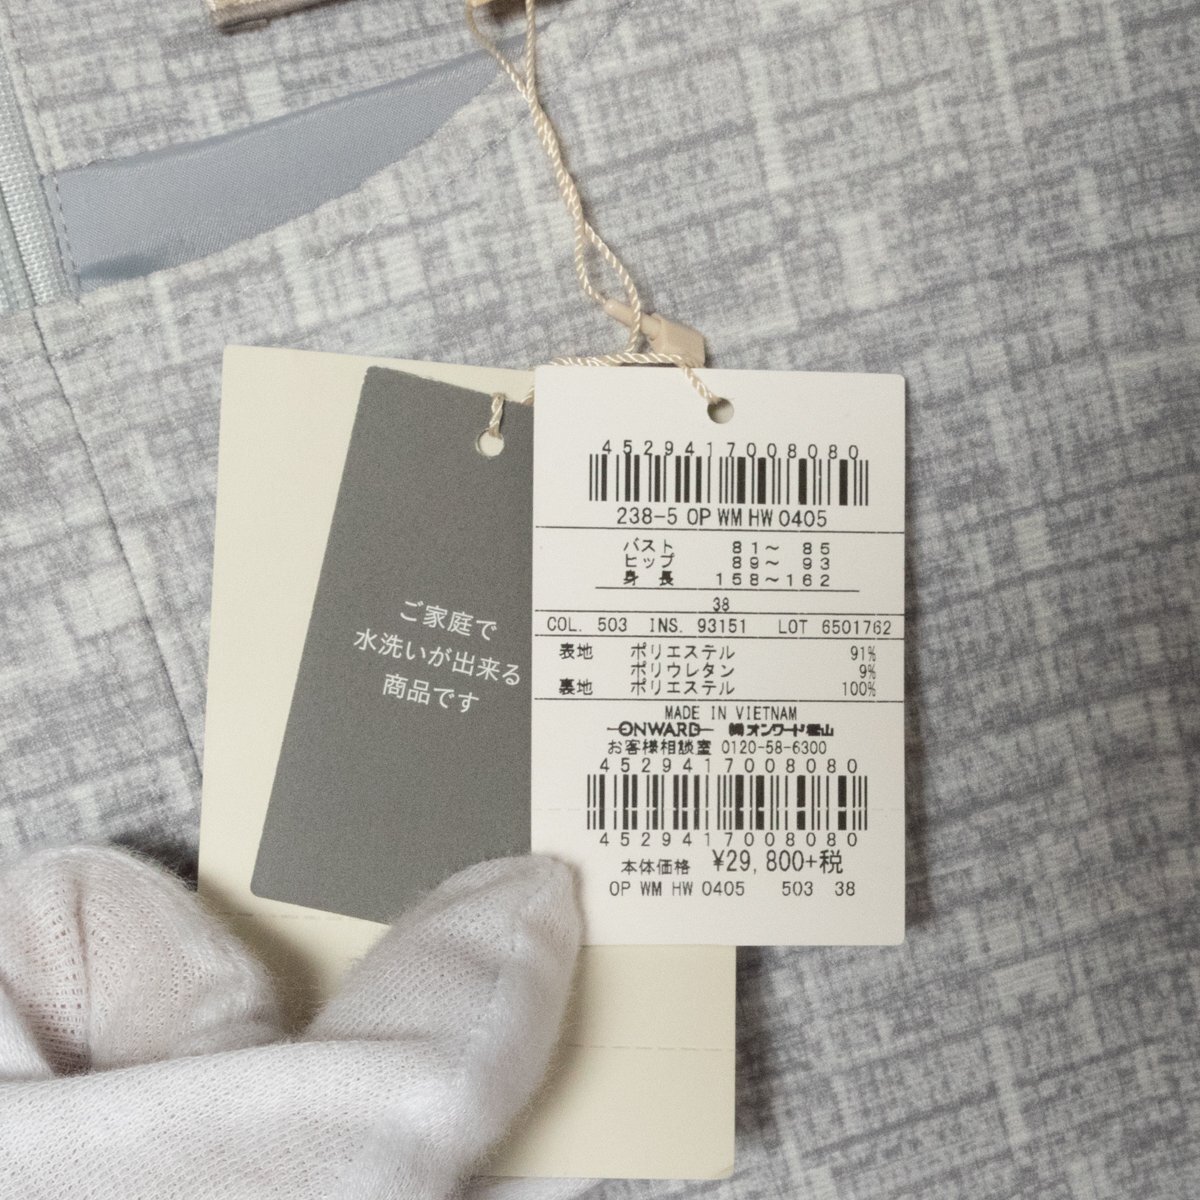 ご家庭で
水洗いが出来る
商品です
4529417008080
238-5 OP WM HW 0405
バスト 81～ 85
ヒップ 89～ 93
身長 158～162
38
COL. 503 INS. 93151 LOT 6501762
表地 ポリエステル 91%
ポリウレタン 9%
裏地 ポリエステル 100%
MADE IN VIETNAM
ONWARD ㈱オンワード樫山
お客様相談室 0120-58-6300
4529417008080
4529417008080
本体価格 ¥29,800+税
OP WM HW 0405 503 38